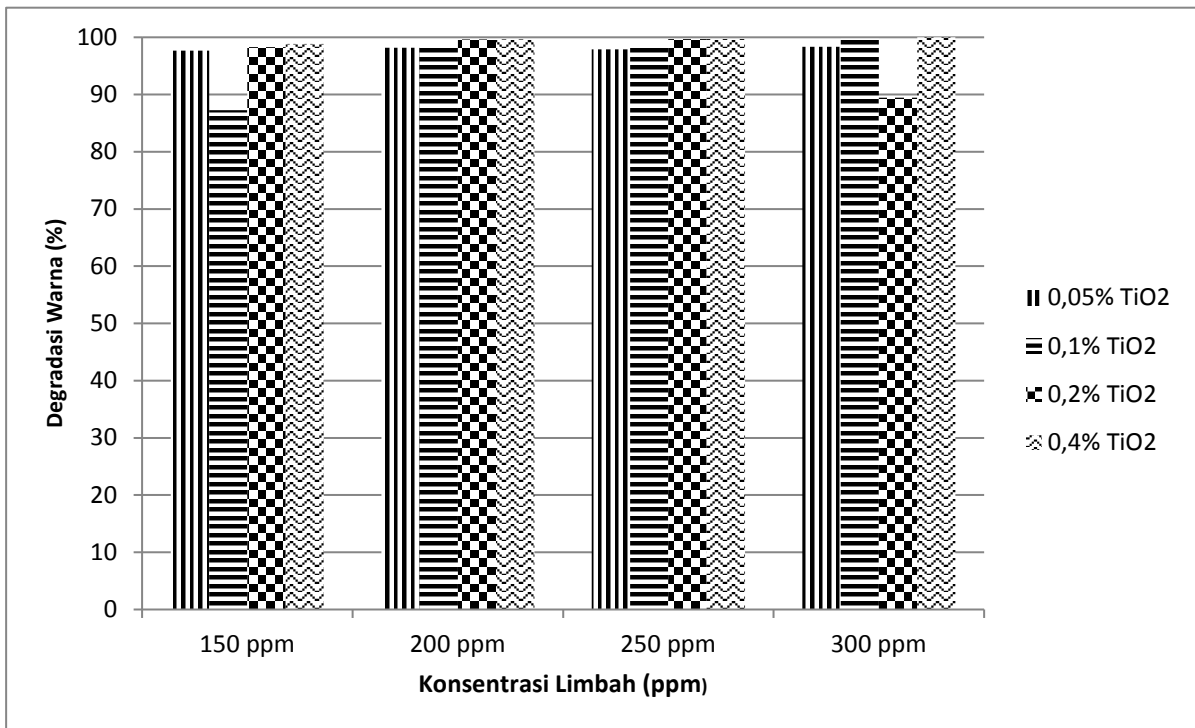 100
90
80
70
60
50
40
30
20
10
0
Degradasi Warna (%)
150 ppm
200 ppm
250 ppm
300 ppm
Konsentrasi Limbah (ppm)
0,05% TiO2
0,1% TiO2
0,2% TiO2
0,4% TiO2